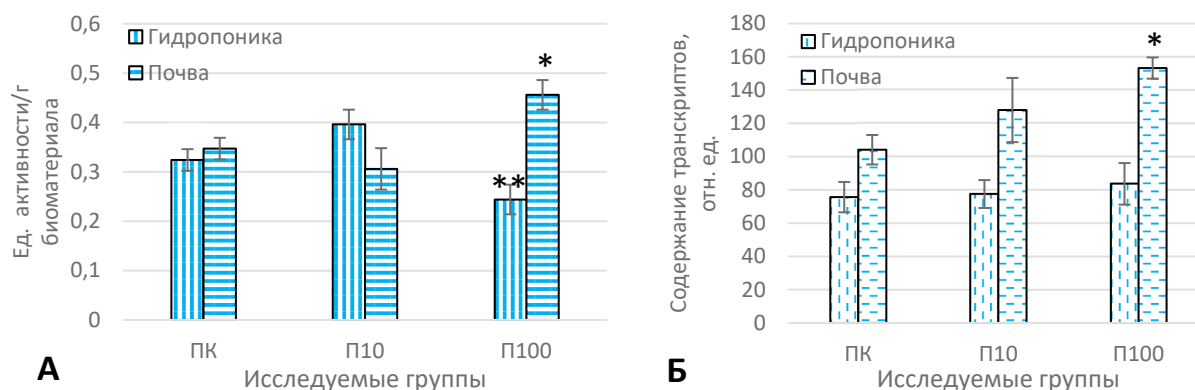 Ед. активности/г
биоматериала
0,6
0,5
0,4
0,3
0,2
0,1
0
Гидропоника
Почва
**
*
ПК П10 П100
Исследуемые группы
А
Содержание транскриптов,
отн. ед.
180
160
140
120
100
80
60
40
20
0
Гидропоника
Почва
*
ПК П10 П100
Исследуемые группы
Б